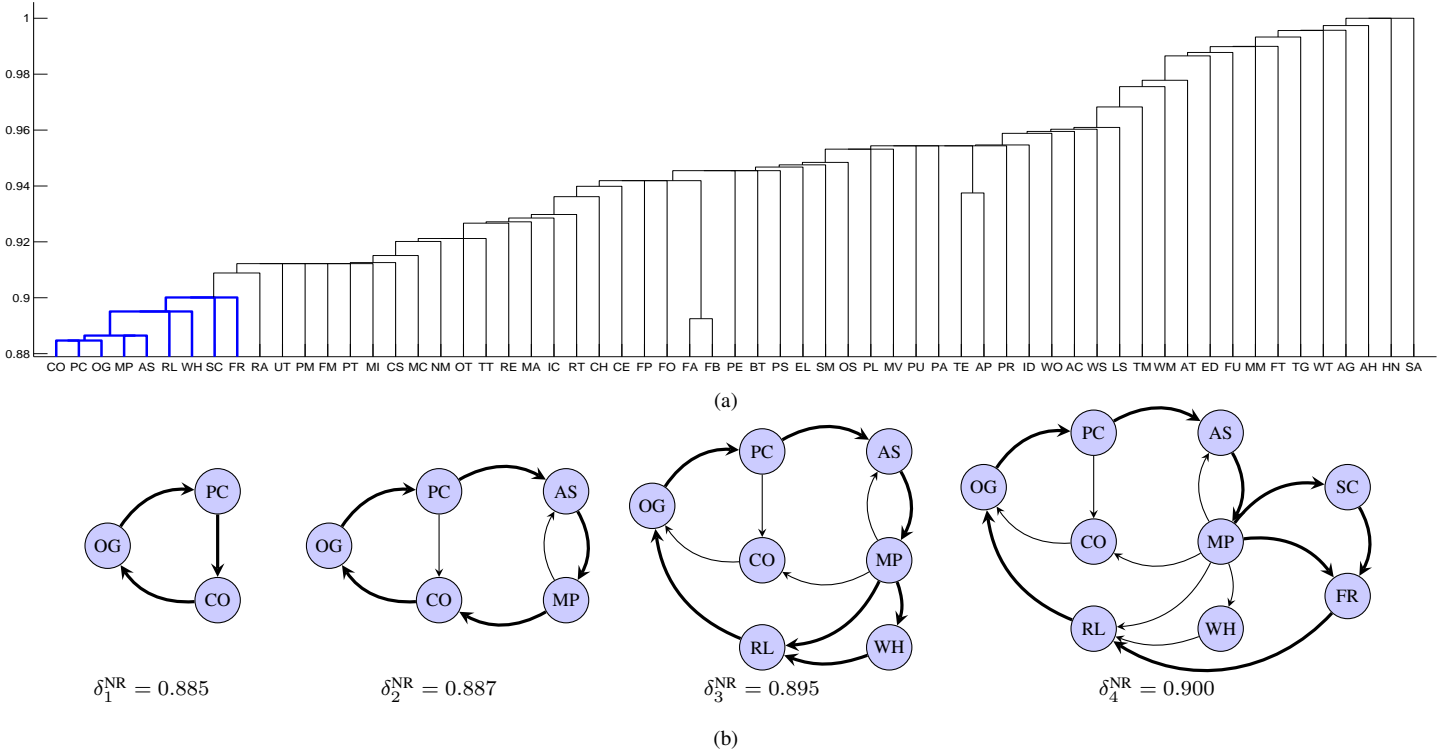 1
0.98
0.96
0.94
0.92
0.9
0.88
CO PC OG MP AS RL WH SC FR RA UT PM FM PT MI CS MC NM OT TT RE MA IC RT CH CE FP FO FA FB PE BT PS EL SM OS PL MV PU PA TE AP PR ID WO AC WS LS TM WM AT ED FU MM FT TG WT AG AH HN SA
(a)
PC
OG
CO
δ₁ᴺᴿ = 0.885
PC AS
OG
CO MP
δ₂ᴺᴿ = 0.887
PC AS
OG
CO MP
RL WH
δ₃ᴺᴿ = 0.895
PC AS
OG SC
CO MP
FR
RL WH
δ₄ᴺᴿ = 0.900
(b)